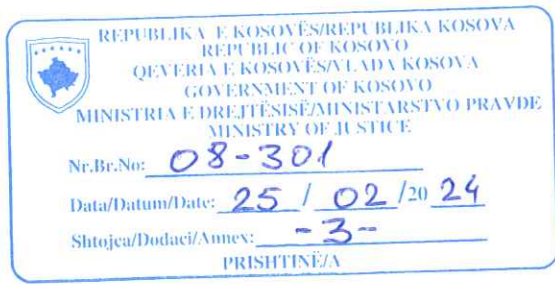 REPUBLIKA E KOSOVËS/REPUBLIKA KOSOVA
REPUBLIC OF KOSOVO
QEVERIA E KOSOVËS/VLADA KOSOVA
GOVERNMENT OF KOSOVO
MINISTRIA E DREJTËSISË/MINISTARSTVO PRAVDE
MINISTRY OF JUSTICE
Nr.Br.No: 08-301
Data/Datum/Date: 25 / 02 /20 24
Shtojca/Dodaci/Annex: -3-
PRISHTINË/A